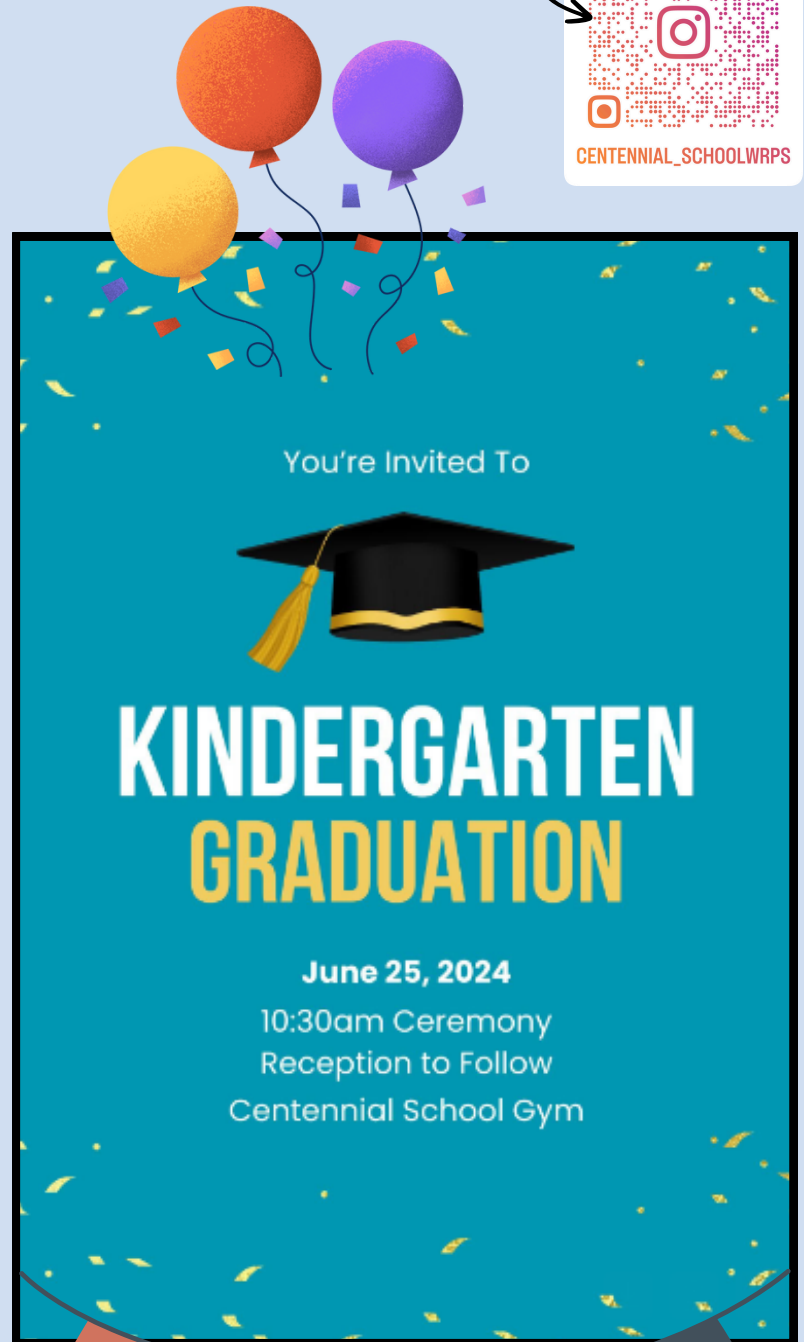 CENTENNIAL_SCHOOLWRPS
You're Invited To
KINDERGARTEN
GRADUATION
June 25, 2024
10:30am Ceremony
Reception to Follow
Centennial School Gym